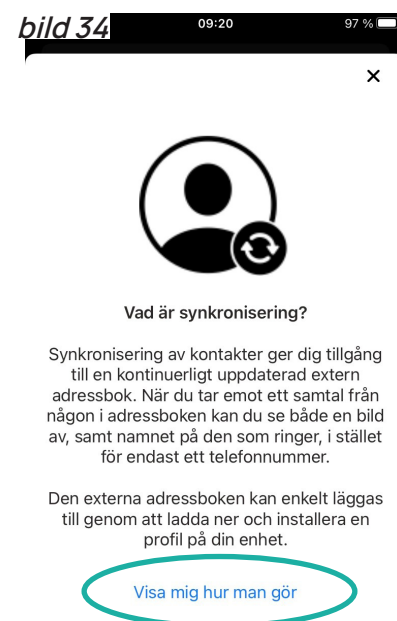 bild 34
09:20
97 %
Vad är synkronisering?
Synkronisering av kontakter ger dig tillgång
till en kontinuerligt uppdaterad extern
adressbok. När du tar emot ett samtal från
någon i adressboken kan du se både en bild
av, samt namnet på den som ringer, i stället
för endast ett telefonnummer.
Den externa adressboken kan enkelt läggas
till genom att ladda ner och installera en
profil på din enhet.
Visa mig hur man gör